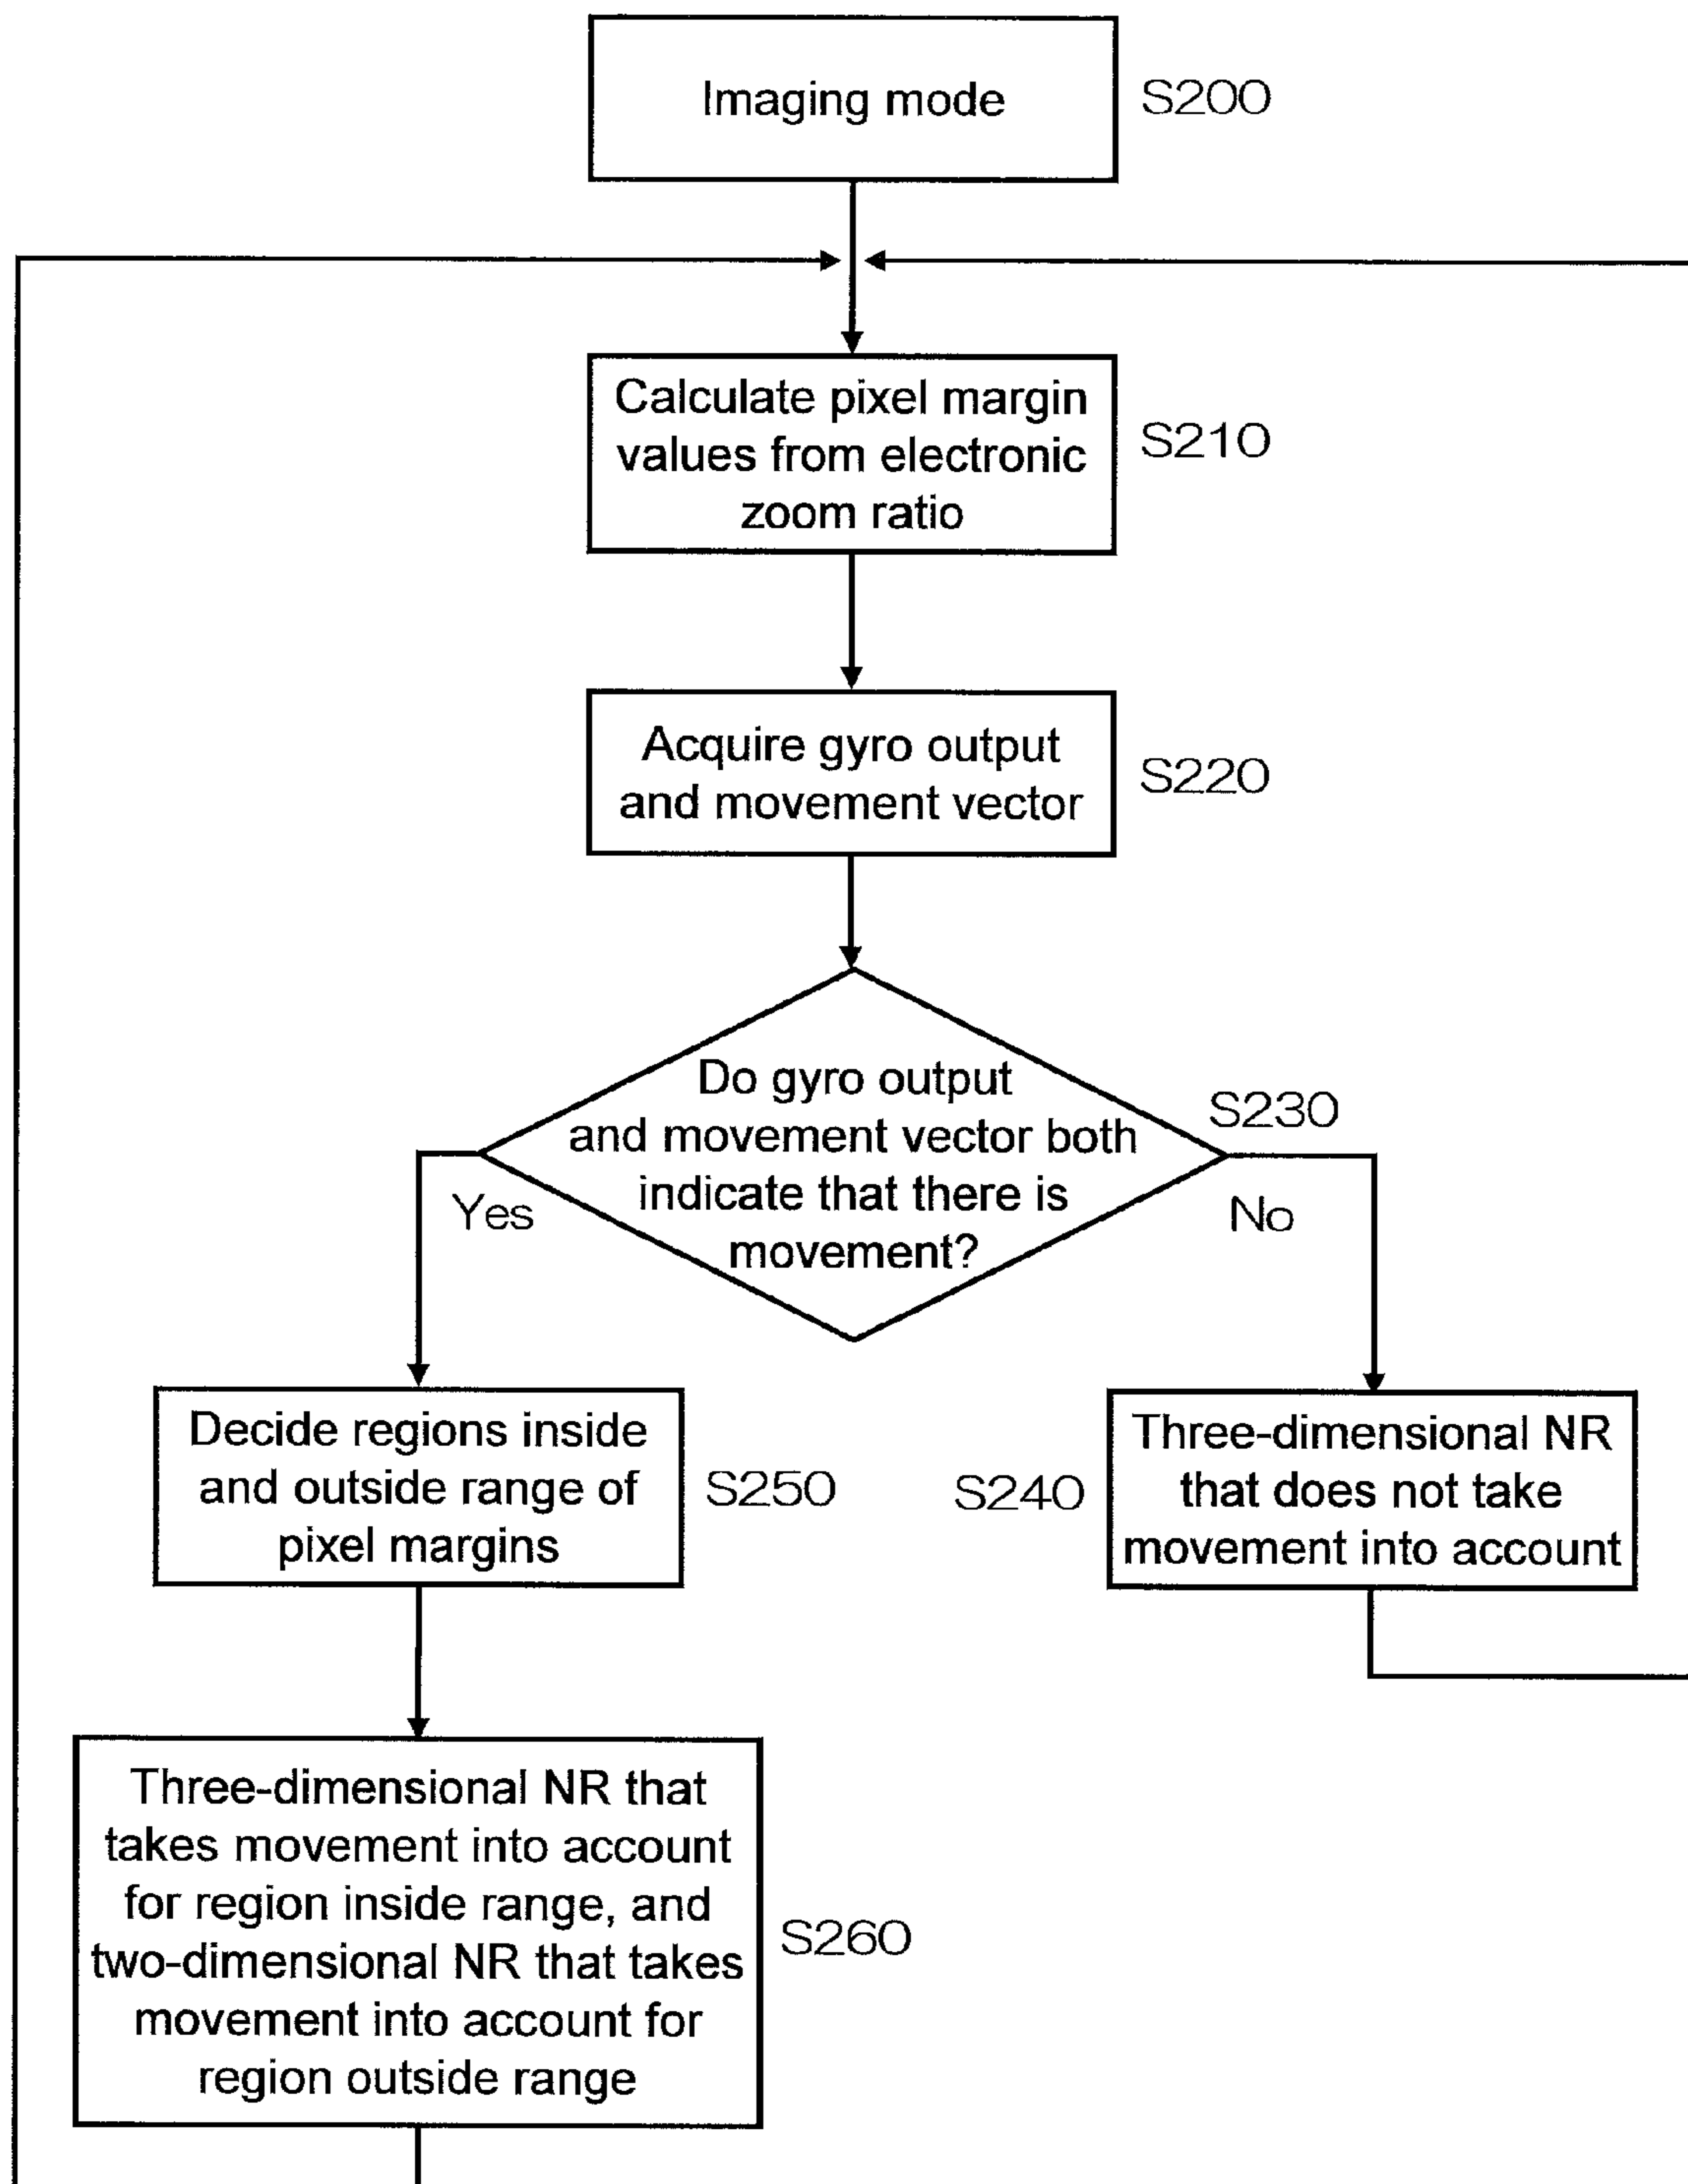 Imaging mode
S200
Calculate pixel margin
values from electronic
zoom ratio
S210
Acquire gyro output
and movement vector
S220
Do gyro output
and movement vector both
indicate that there is
movement?
S230
Yes
No
Decide regions inside
and outside range of
pixel margins
S250
S240
Three-dimensional NR
that does not take
movement into account
Three-dimensional NR that
takes movement into account
for region inside range, and
two-dimensional NR that takes
movement into account for
region outside range
S260